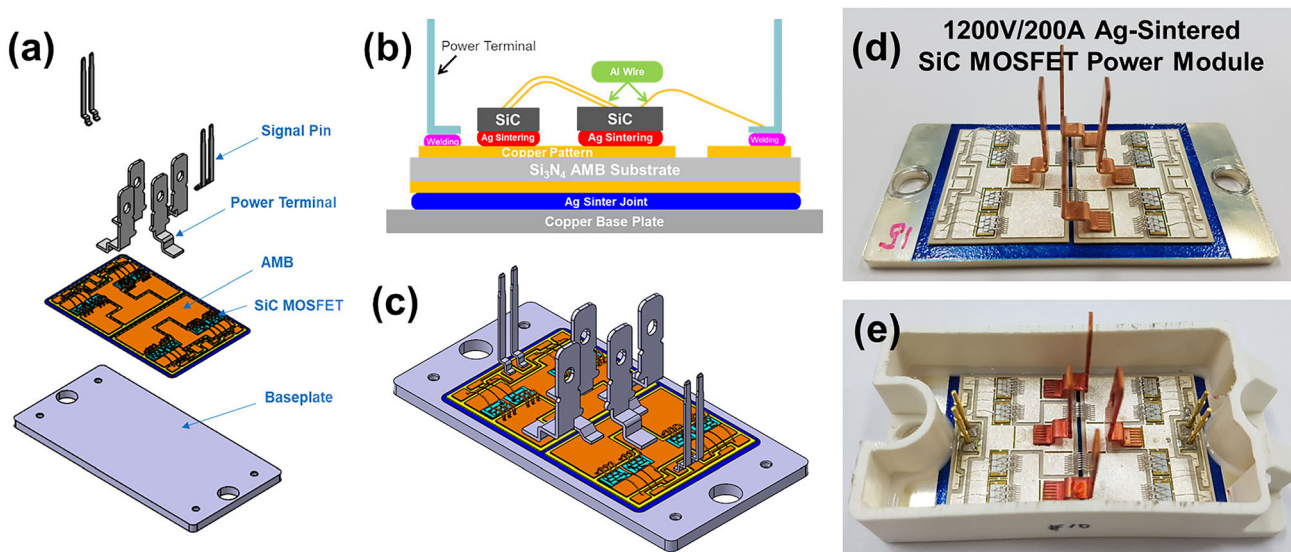 (a)
Signal Pin
Power Terminal
AMB
SiC MOSFET
Baseplate
(b)
Power Terminal
Al Wire
SiC
SiC
Ag Sintering
Ag Sintering
Welding
Welding
Copper Pattern
Si₃N₄ AMB Substrate
Ag Sinter Joint
Copper Base Plate
(c)
(d)
1200V/200A Ag-Sintered
SiC MOSFET Power Module
(e)